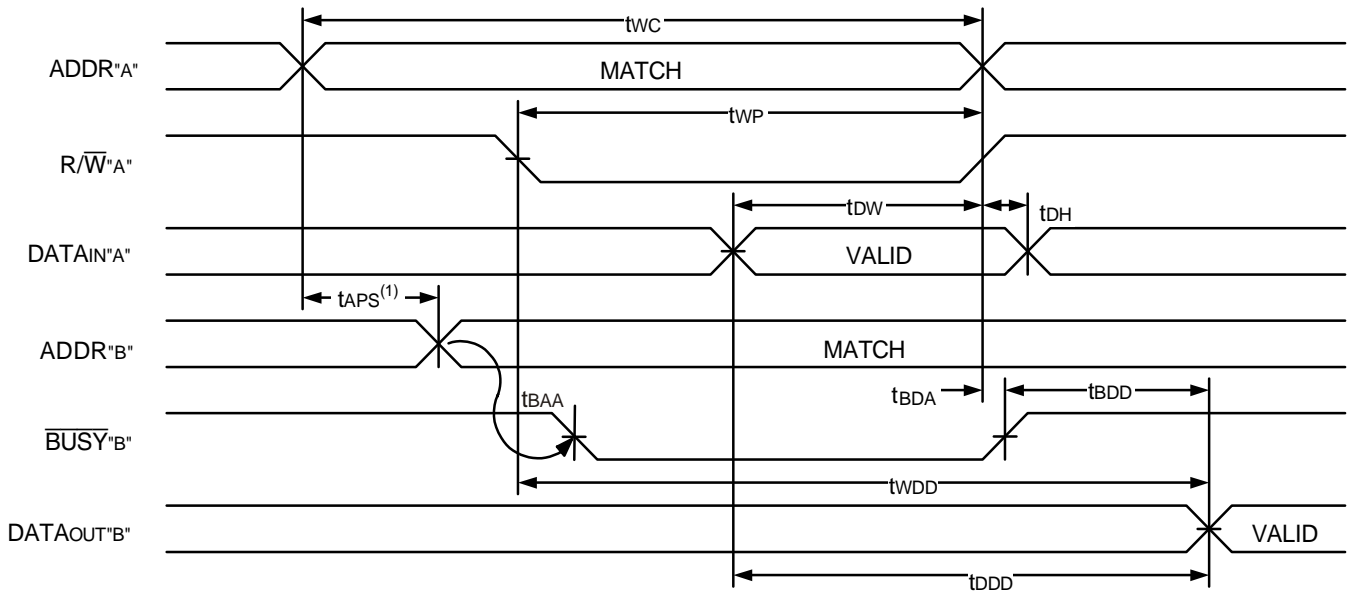 tWC
ADDR"A"
MATCH
tWP
R/W̅"A"
tDW
tDH
DATAIN"A"
VALID
tAPS(1)
ADDR"B"
MATCH
tBAA
tBDA
tBDD
B̅U̅S̅Y̅"B"
tWDD
DATAOUT"B"
VALID
tDDD